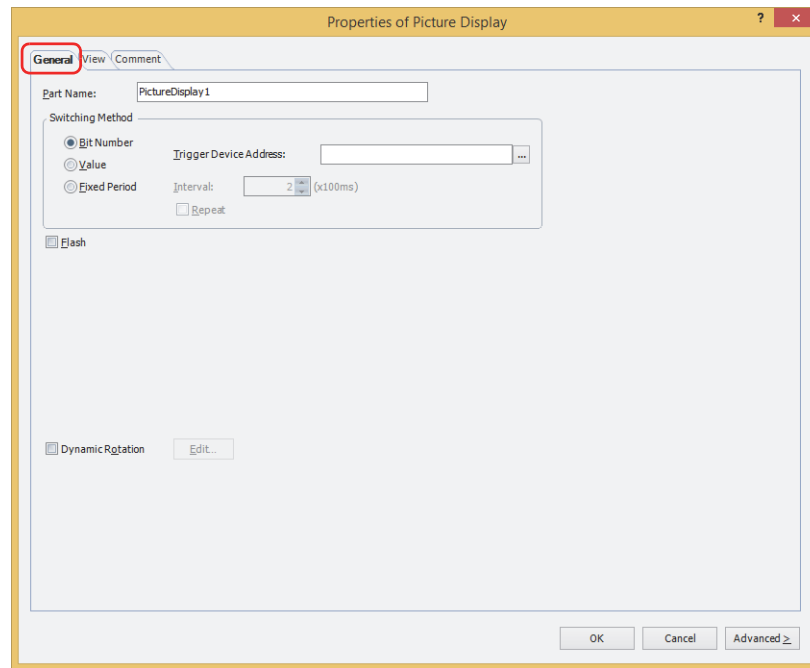 Properties of Picture Display
? ×
General View Comment
Part Name: PictureDisplay1
Switching Method
Bit Number
Trigger Device Address: ...
Value
Fixed Period Interval: 2 (x100ms)
Repeat
Flash
Dynamic Rotation Edit...
OK Cancel Advanced >